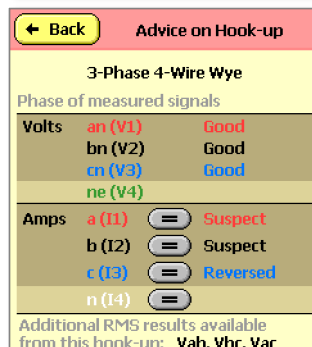 ← Back Advice on Hook-up
3-Phase 4-Wire Wye
Phase of measured signals
Volts an (V1) Good
bn (V2) Good
cn (V3) Good
ne (V4)
Amps a (I1) = Suspect
b (I2) = Suspect
c (I3) = Reversed
n (I4) =
Additional RMS results available
from this hook-up: Vab, Vbc, Vac